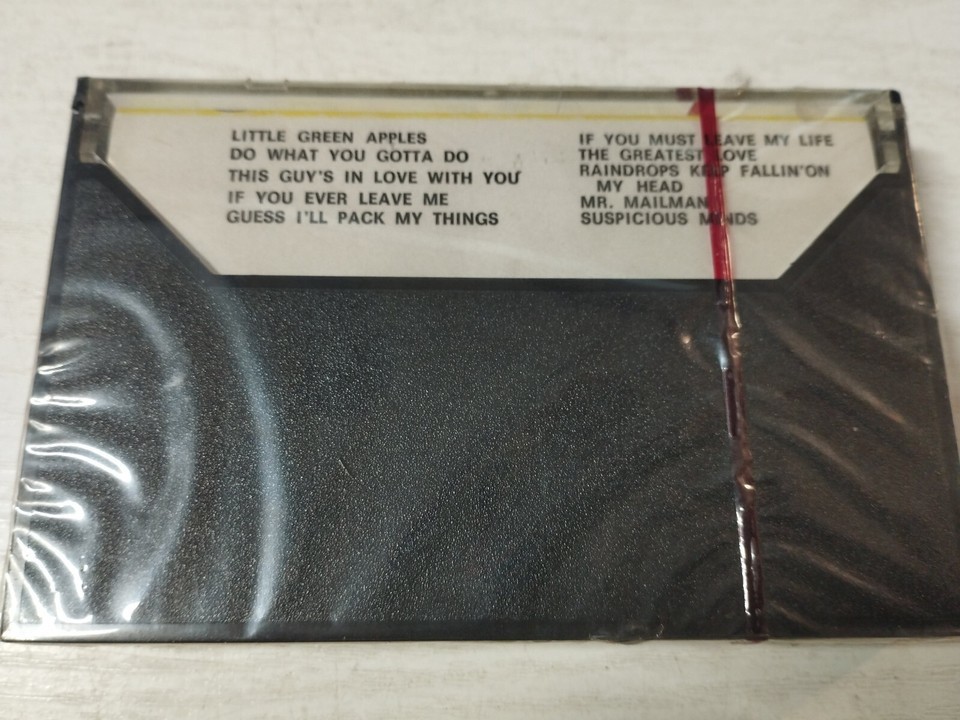 LITTLE GREEN APPLES
DO WHAT YOU GOTTA DO
THIS GUY'S IN LOVE WITH YOU
IF YOU EVER LEAVE ME
GUESS I'LL PACK MY THINGS
IF YOU MUST LEAVE MY LIFE
THE GREATEST LOVE
RAINDROPS KEEP FALLIN'ON
MY HEAD
MR. MAILMAN
SUSPICIOUS MINDS